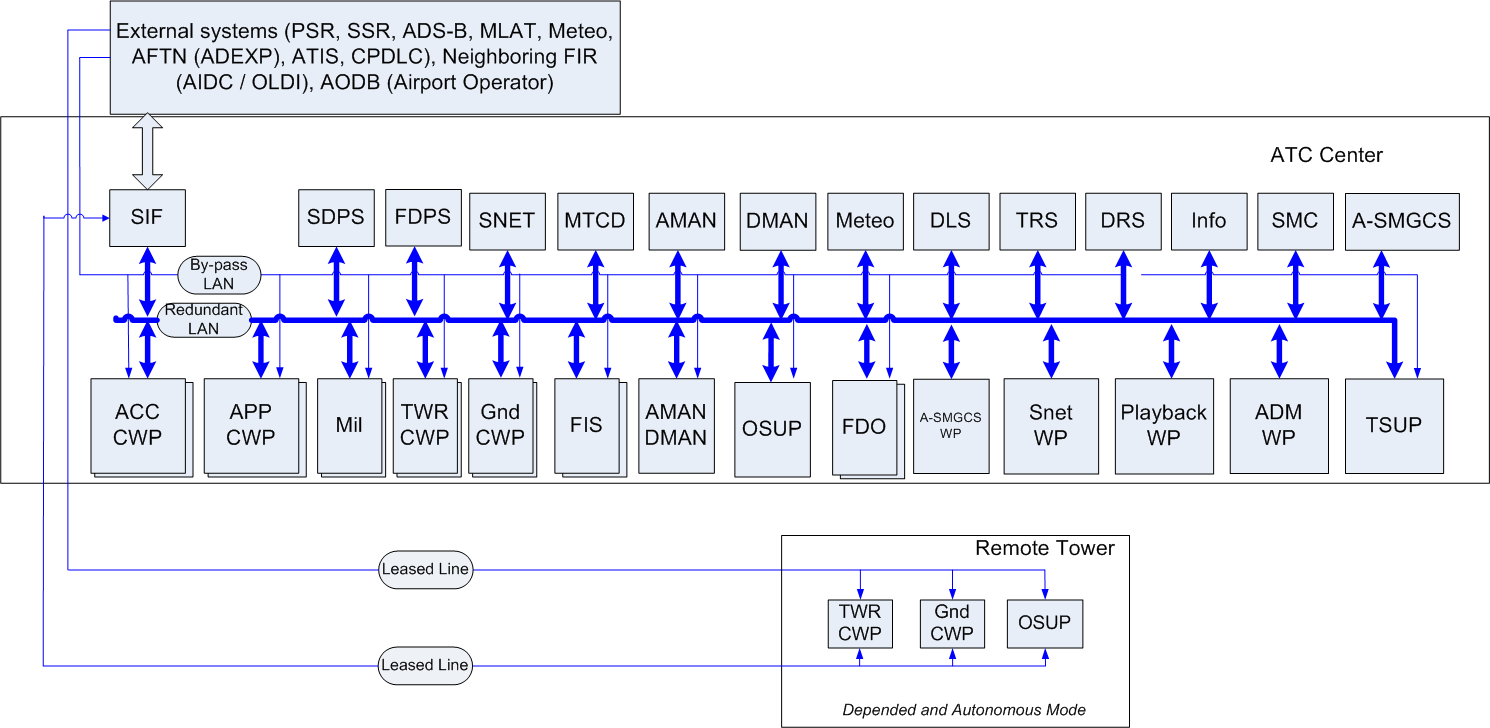 External systems (PSR, SSR, ADS-B, MLAT, Meteo,
AFTN (ADEXP), ATIS, CPDLC), Neighboring FIR
(AIDC / OLDI), AODB (Airport Operator)
ATC Center
SIF
SDPS
FDPS
SNET
MTCD
AMAN
DMAN
Meteo
DLS
TRS
DRS
Info
SMC
A-SMGCS
By-pass
LAN
Redundant
LAN
ACC
CWP
APP
CWP
Mil
TWR
CWP
Gnd
CWP
FIS
AMAN
DMAN
OSUP
FDO
A-SMGCS
WP
Snet
WP
Playback
WP
ADM
WP
TSUP
Remote Tower
Leased Line
TWR
CWP
Gnd
CWP
OSUP
Leased Line
Depended and Autonomous Mode